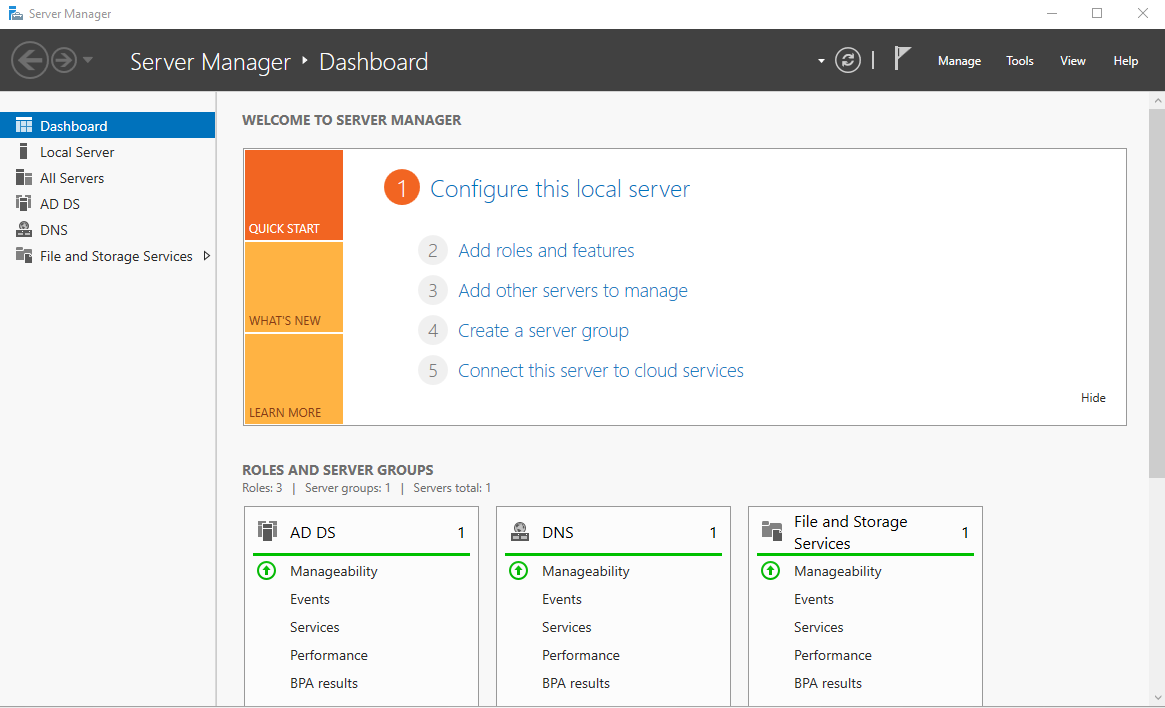 Server Manager
Server Manager ‣ Dashboard
Manage Tools View Help
Dashboard
Local Server
All Servers
AD DS
DNS
File and Storage Services
WELCOME TO SERVER MANAGER
QUICK START
WHAT'S NEW
LEARN MORE
1 Configure this local server
2 Add roles and features
3 Add other servers to manage
4 Create a server group
5 Connect this server to cloud services
Hide
ROLES AND SERVER GROUPS
Roles: 3 | Server groups: 1 | Servers total: 1
AD DS 1
Manageability
Events
Services
Performance
BPA results
DNS 1
Manageability
Events
Services
Performance
BPA results
File and Storage
Services 1
Manageability
Events
Services
Performance
BPA results